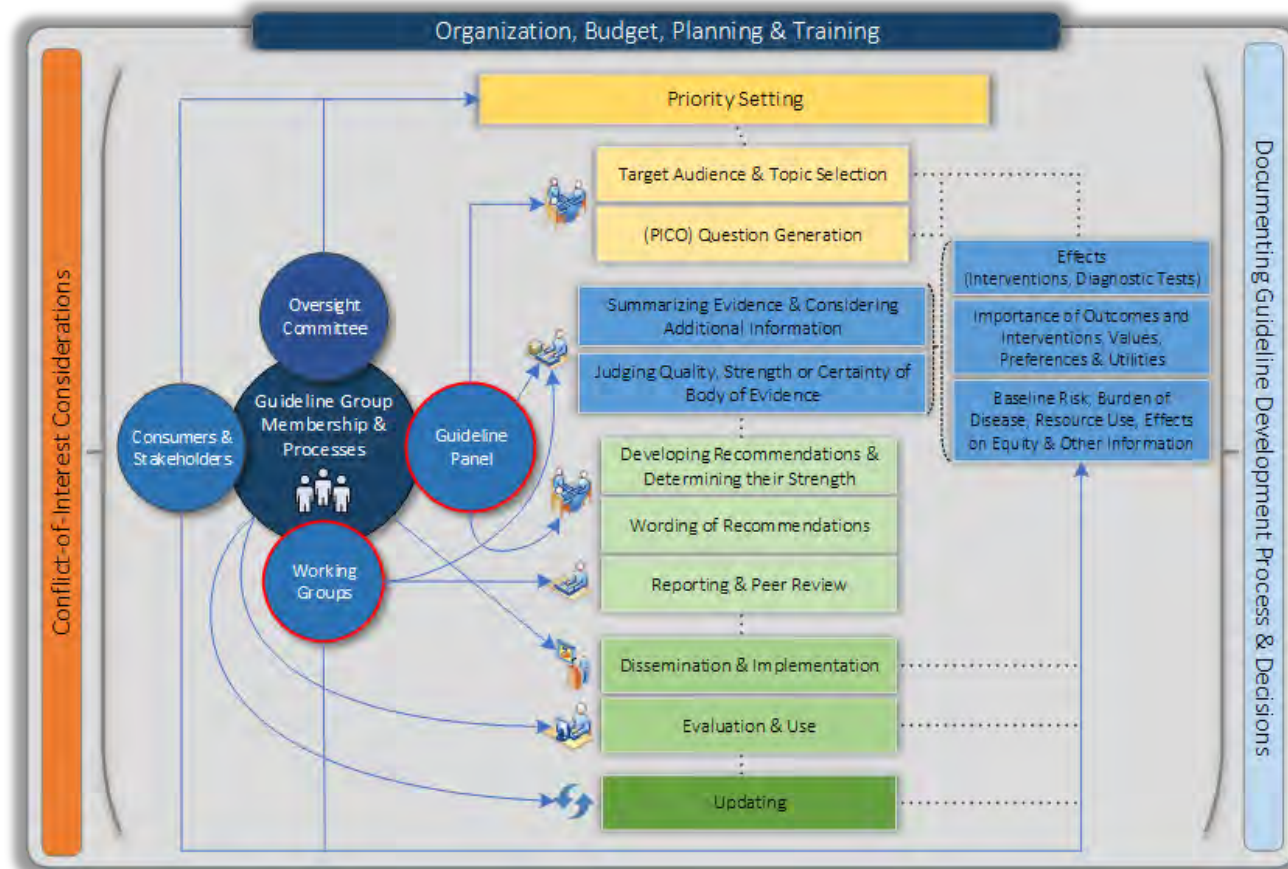 Organization, Budget, Planning & Training
Conflict-of-Interest Considerations
Priority Setting
Target Audience & Topic Selection
(PICO) Question Generation
Oversight
Committee
Guideline Group
Membership &
Processes
Consumers &
Stakeholders
Guideline
Panel
Working
Groups
Summarizing Evidence & Considering
Additional Information
Judging Quality, Strength or Certainty of
Body of Evidence
Effects
(Interventions, Diagnostic Tests)
Importance of Outcomes and
Interventions, Values,
Preferences & Utilities
Baseline Risk, Burden of
Disease, Resource Use, Effects
on Equity & Other Information
Developing Recommendations &
Determining their Strength
Wording of Recommendations
Reporting & Peer Review
Dissemination & Implementation
Evaluation & Use
Updating
Documenting Guideline Development Process & Decisions